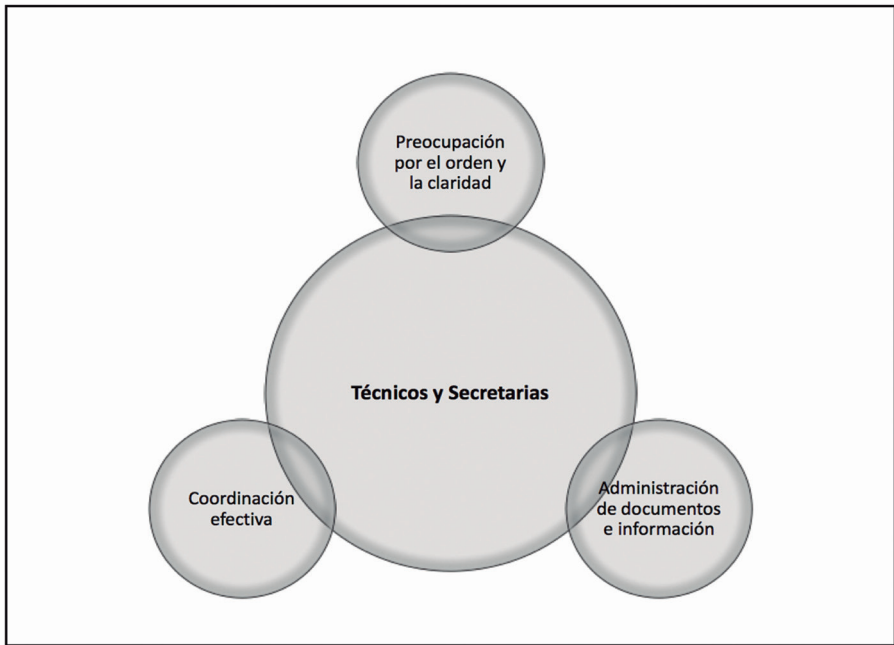 Preocupación
por el orden y
la claridad
Técnicos y Secretarias
Coordinación
efectiva
Administración
de documentos
e información